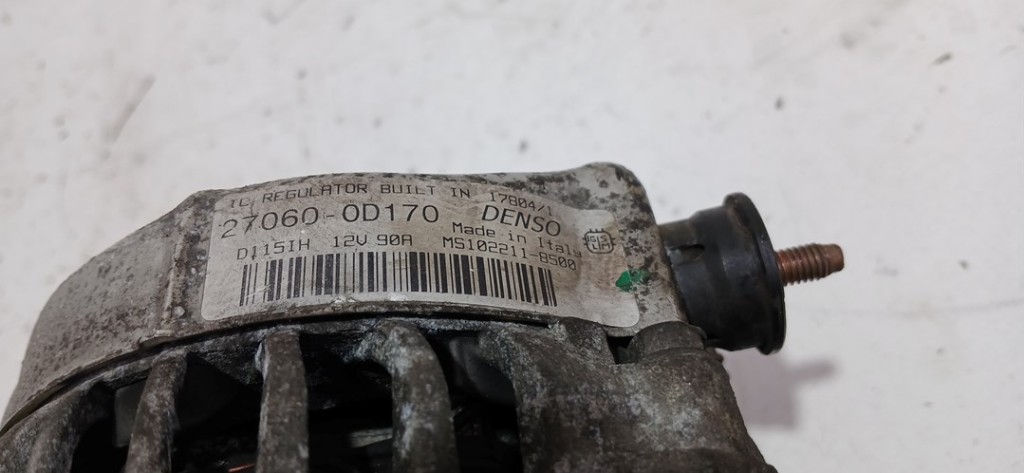 IC REGULATOR BUILT IN 17804/1
27060-0D170 DENSO
Made in Italy
D115IH 12V 90A MS102211-8500